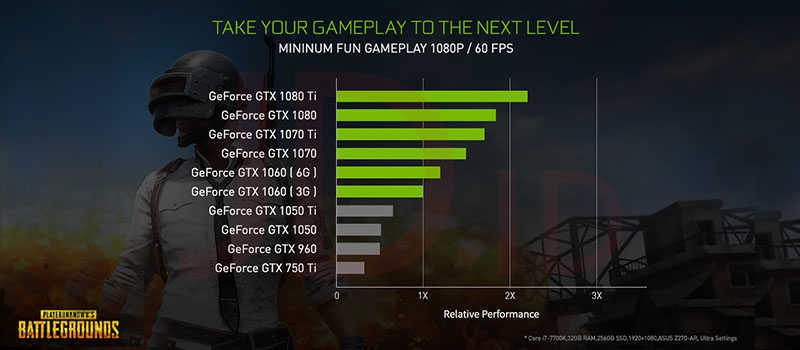 TAKE YOUR GAMEPLAY TO THE NEXT LEVEL
MININUM FUN GAMEPLAY 1080P / 60 FPS
GeForce GTX 1080 Ti
GeForce GTX 1080
GeForce GTX 1070 Ti
GeForce GTX 1070
GeForce GTX 1060 ( 6G )
GeForce GTX 1060 ( 3G )
GeForce GTX 1050 Ti
GeForce GTX 1050
GeForce GTX 960
GeForce GTX 750 Ti
0 1X 2X 3X
Relative Performance
PLAYERUNKNOWN'S
BATTLEGROUNDS
* Core i7-7700K,32GB RAM,256GB SSD,1920*1080,ASUS Z270-AR, Ultra Settings